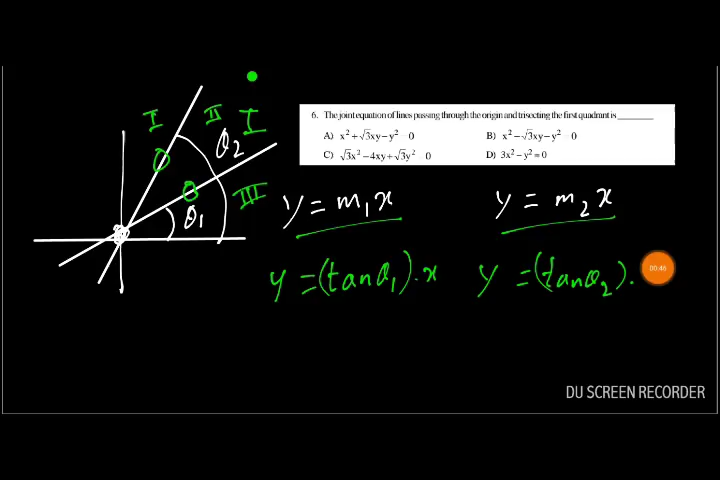 6. The joint equation of lines passing through the origin and trisecting the first quadrant is ________
A) x² + √3xy – y² 0
B) x² – √3xy – y² 0
C) √3x² – 4xy + √3y² 0
D) 3x² – y² = 0
I II I
θ2
III
θ1
y = m₁x
y = m₂x
y = (tanθ₁).x
y = (tanθ₂).
00:46
DU SCREEN RECORDER